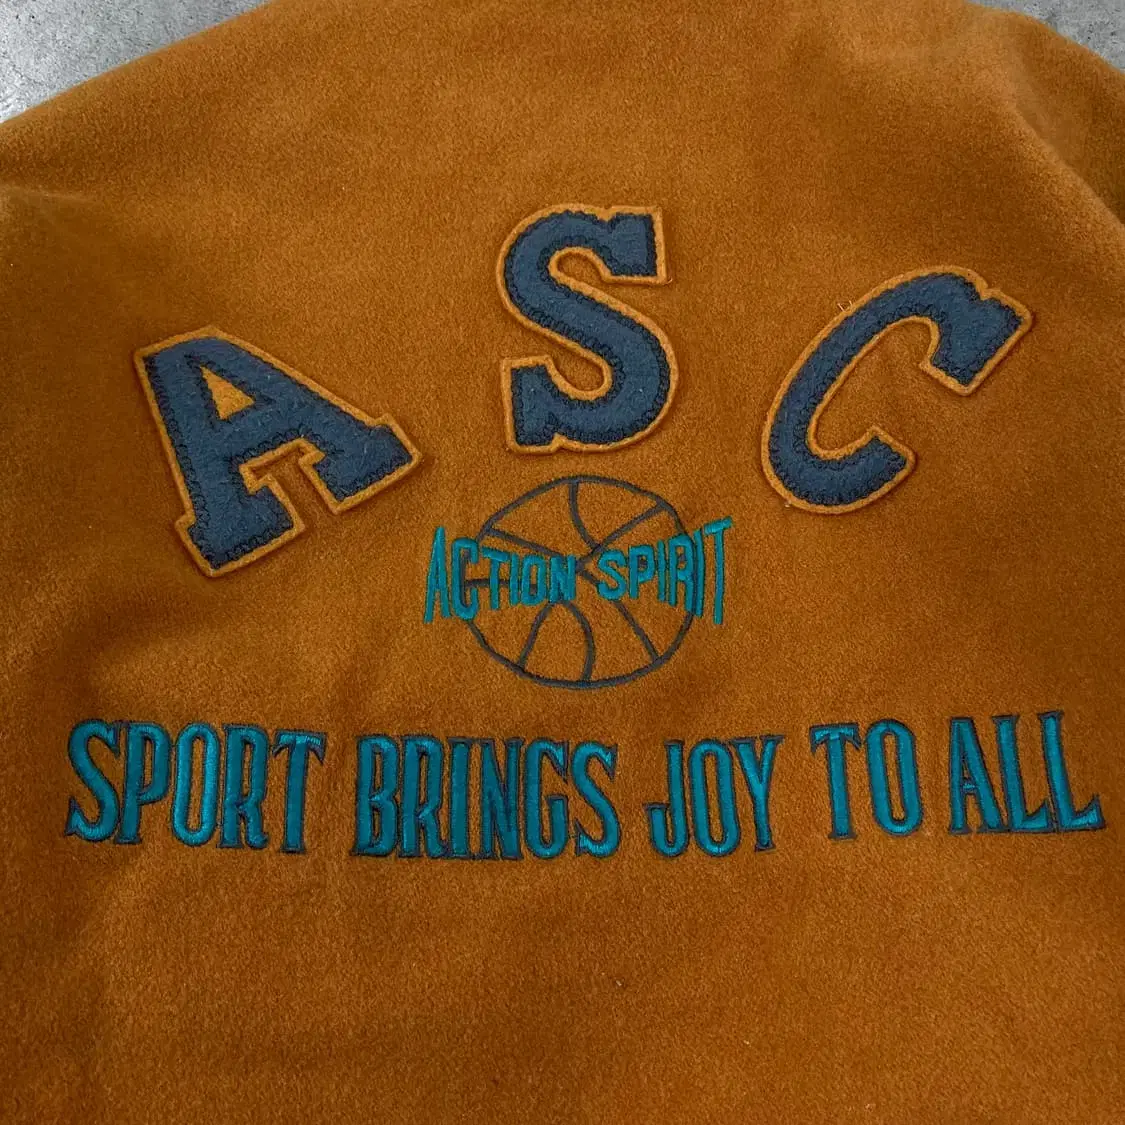 ASC
ACTION SPIRIT
SPORT BRINGS JOY TO ALL